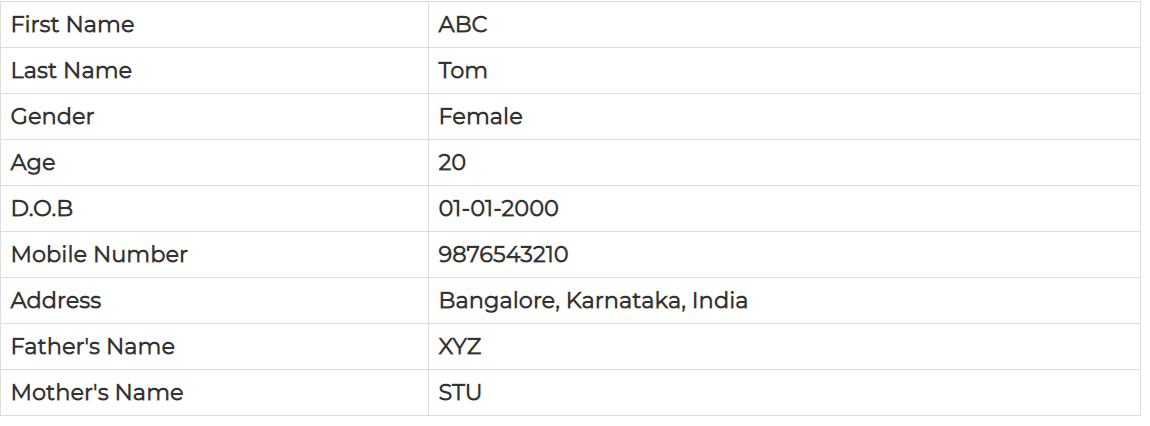 First Name ABC
Last Name Tom
Gender Female
Age 20
D.O.B 01-01-2000
Mobile Number 9876543210
Address Bangalore, Karnataka, India
Father's Name XYZ
Mother's Name STU